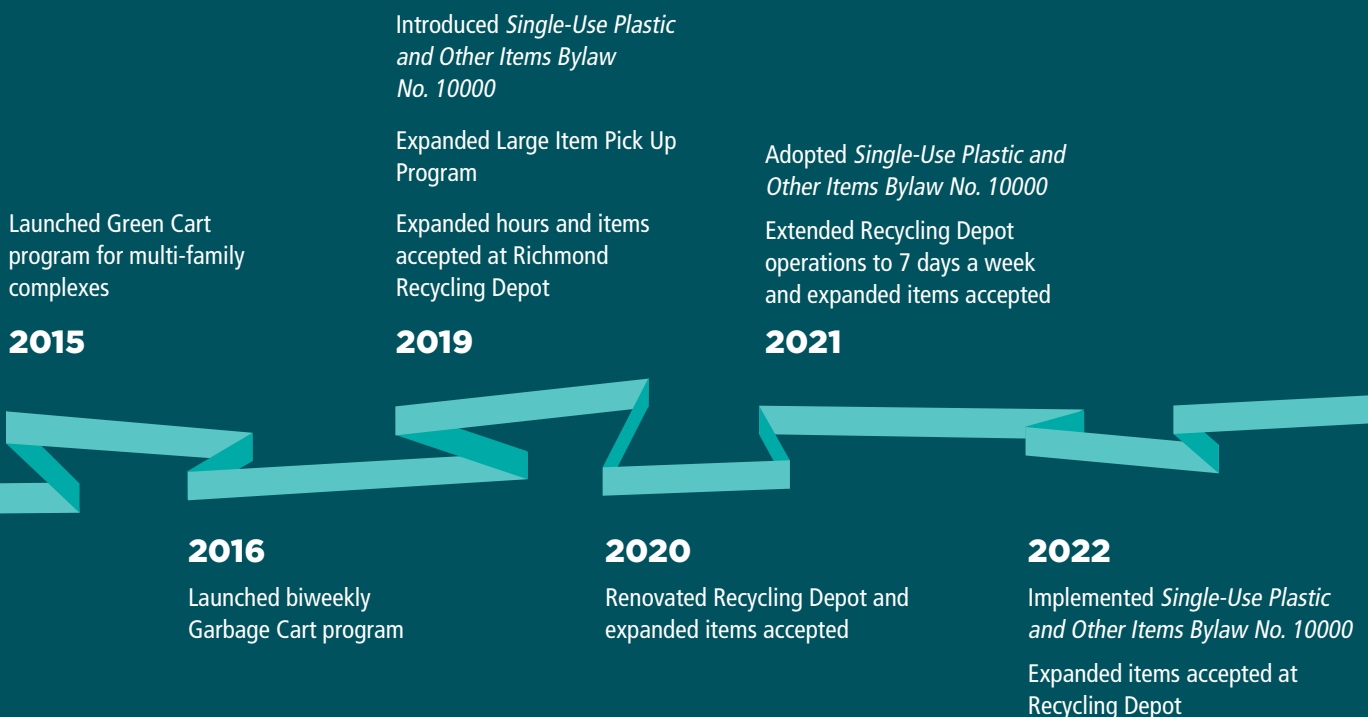 Launched Green Cart
program for multi-family
complexes
2015
2016
Launched biweekly
Garbage Cart program
Introduced Single-Use Plastic
and Other Items Bylaw
No. 10000
Expanded Large Item Pick Up
Program
Expanded hours and items
accepted at Richmond
Recycling Depot
2019
2020
Renovated Recycling Depot and
expanded items accepted
Adopted Single-Use Plastic and
Other Items Bylaw No. 10000
Extended Recycling Depot
operations to 7 days a week
and expanded items accepted
2021
2022
Implemented Single-Use Plastic
and Other Items Bylaw No. 10000
Expanded items accepted at
Recycling Depot